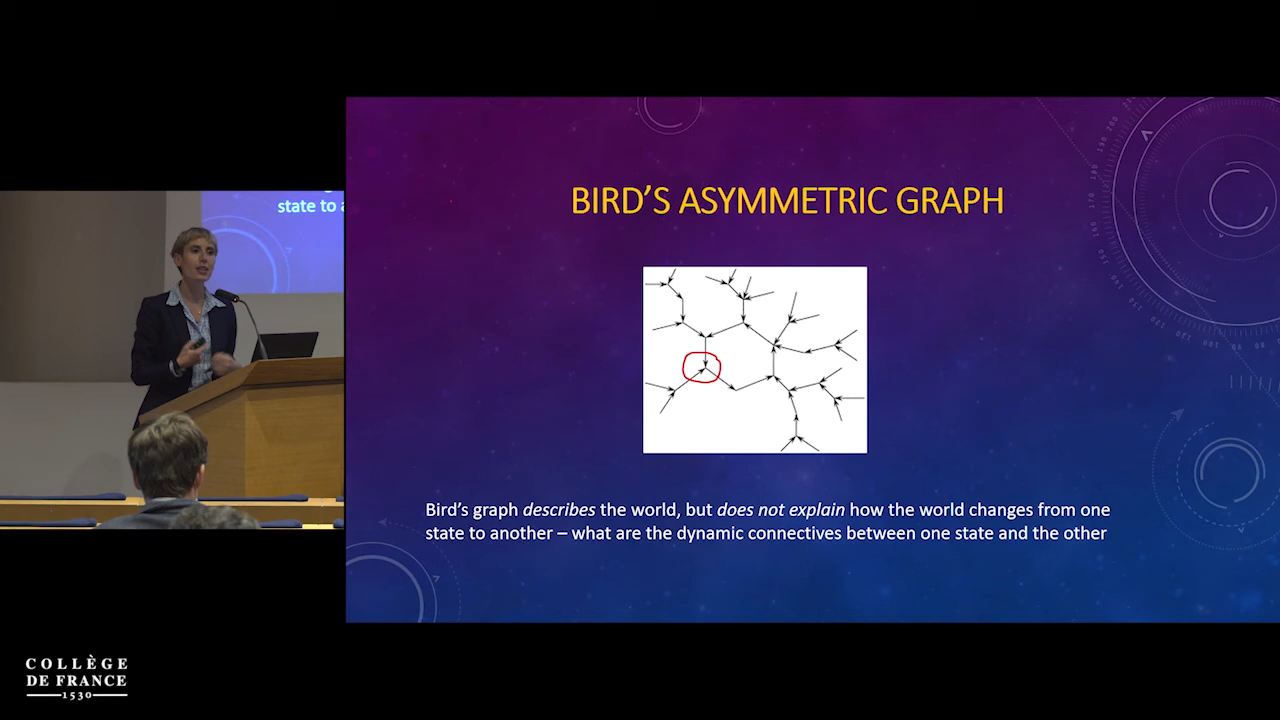 state to a
BIRD'S ASYMMETRIC GRAPH
Bird's graph describes the world, but does not explain how the world changes from one
state to another – what are the dynamic connectives between one state and the other
COLLÈGE
DE FRANCE
1530